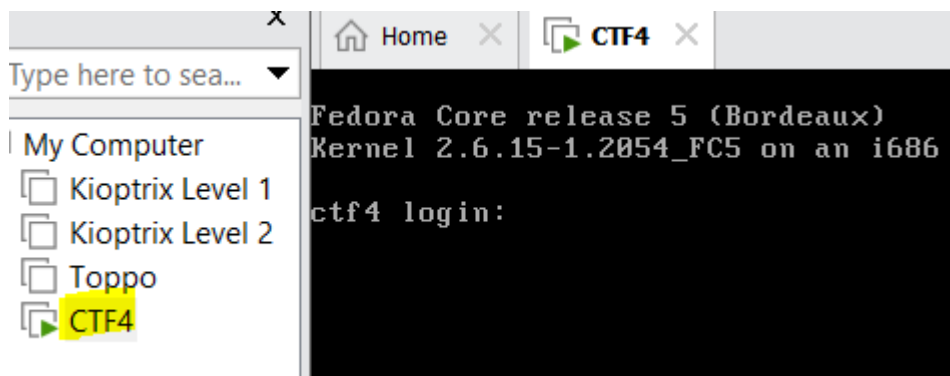 x
Home
CTF4
Type here to sea...
My Computer
Kioptrix Level 1
Kioptrix Level 2
Toppo
CTF4
Fedora Core release 5 (Bordeaux)
Kernel 2.6.15-1.2054_FC5 on an i686
ctf4 login: